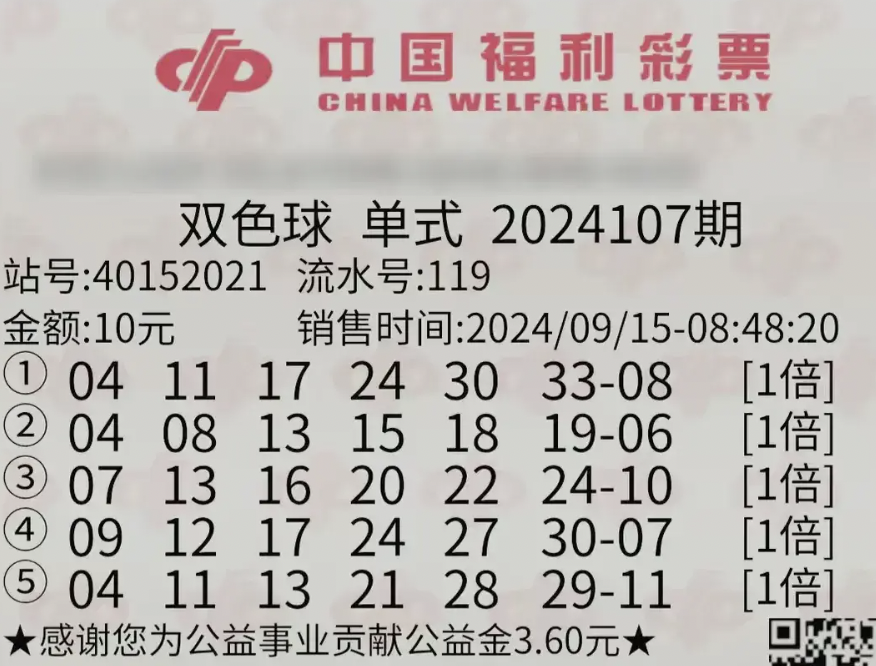 中国福利彩票
CHINA WELFARE LOTTERY
双色球 单式 2024107期
站号:40152021 流水号:119
金额:10元 销售时间:2024/09/15-08:48:20
① 04 11 17 24 30 33-08 [1倍]
② 04 08 13 15 18 19-06 [1倍]
③ 07 13 16 20 22 24-10 [1倍]
④ 09 12 17 24 27 30-07 [1倍]
⑤ 04 11 13 21 28 29-11 [1倍]
★感谢您为公益事业贡献公益金3.60元★